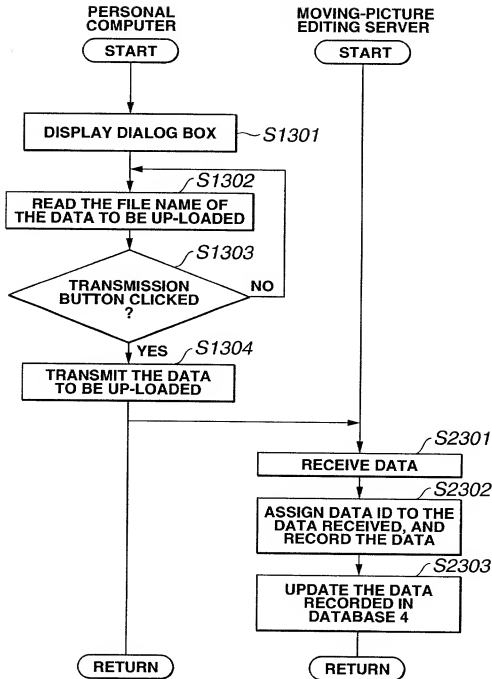 PERSONAL
COMPUTER
START
DISPLAY DIALOG BOX
S1301
S1302
READ THE FILE NAME OF
THE DATA TO BE UP-LOADED
S1303
TRANSMISSION
BUTTON CLICKED
?
NO
YES
S1304
TRANSMIT THE DATA
TO BE UP-LOADED
RETURN
MOVING-PICTURE
EDITING SERVER
START
S2301
RECEIVE DATA
S2302
ASSIGN DATA ID TO THE
DATA RECEIVED, AND
RECORD THE DATA
S2303
UPDATE THE DATA
RECORDED IN
DATABASE 4
RETURN